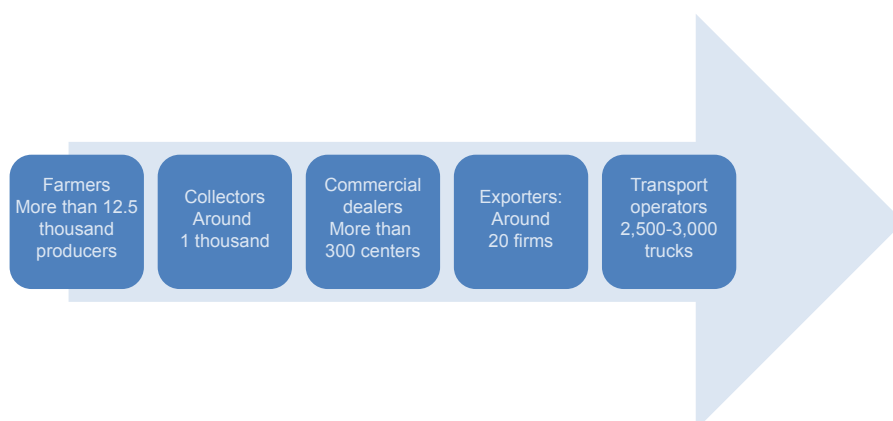 Farmers
More than 12.5
thousand
producers
Collectors
Around
1 thousand
Commercial
dealers
More than
300 centers
Exporters:
Around
20 firms
Transport
operators
2,500-3,000
trucks